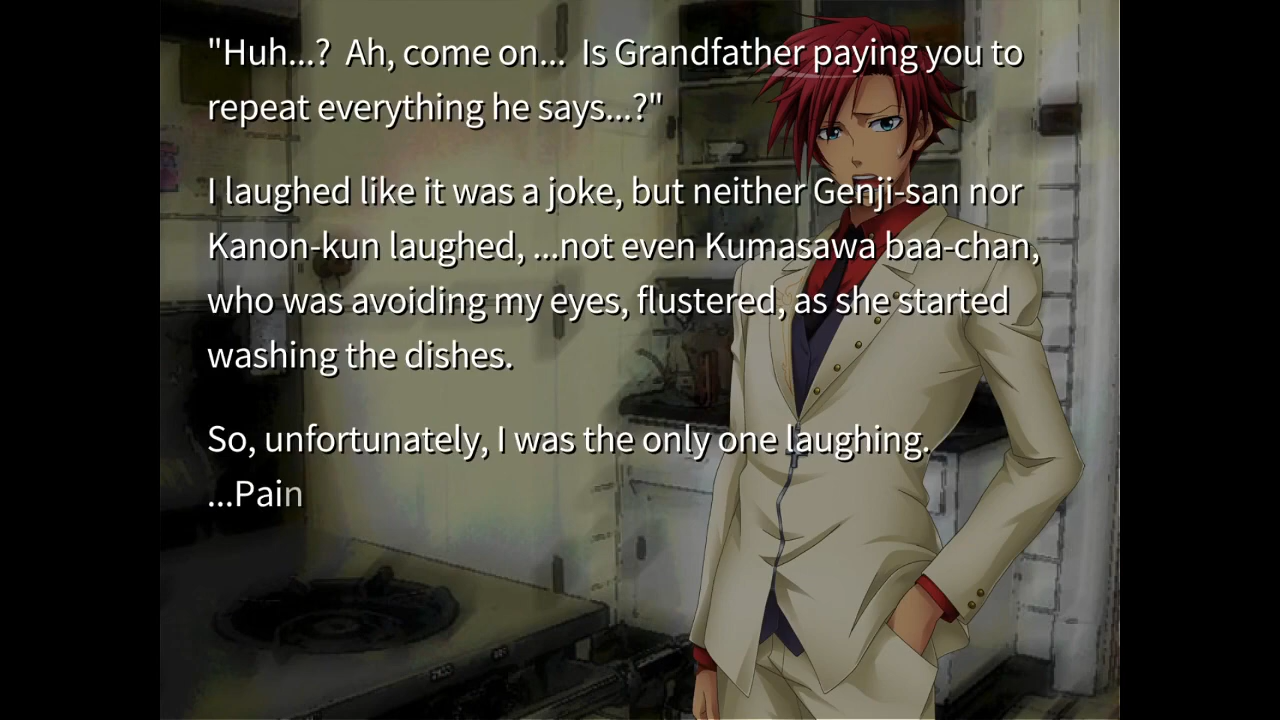 "Huh...?  Ah, come on...  Is Grandfather paying you to
repeat everything he says...?"
I laughed like it was a joke, but neither Genji-san nor
Kanon-kun laughed, ...not even Kumasawa baa-chan,
who was avoiding my eyes, flustered, as she started
washing the dishes.
So, unfortunately, I was the only one laughing.
...Pain